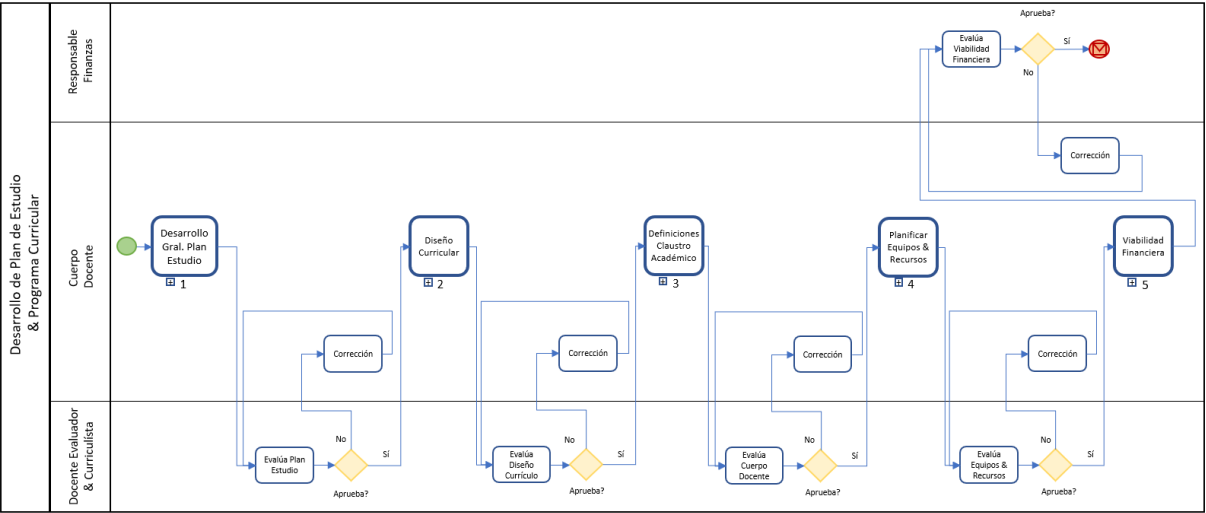 Desarrollo de Plan de Estudio
& Programa Curricular
Responsable
Finanzas
Aprueba?
Evalúa
Viabilidad
Financiera
Sí
No
Cuerpo
Docente
Corrección
Desarrollo
Gral. Plan
Estudio
1
Diseño
Curricular
2
Definiciones
Claustro
Académico
3
Planificar
Equipos &
Recursos
4
Viabilidad
Financiera
5
Corrección
Corrección
Corrección
Corrección
Docente Evaluador
& Curriculista
Evalúa Plan
Estudio
No
Sí
Aprueba?
Evalúa
Diseño
Currículo
No
Sí
Aprueba?
Evalúa
Cuerpo
Docente
No
Sí
Aprueba?
Evalúa
Equipos &
Recursos
No
Sí
Aprueba?